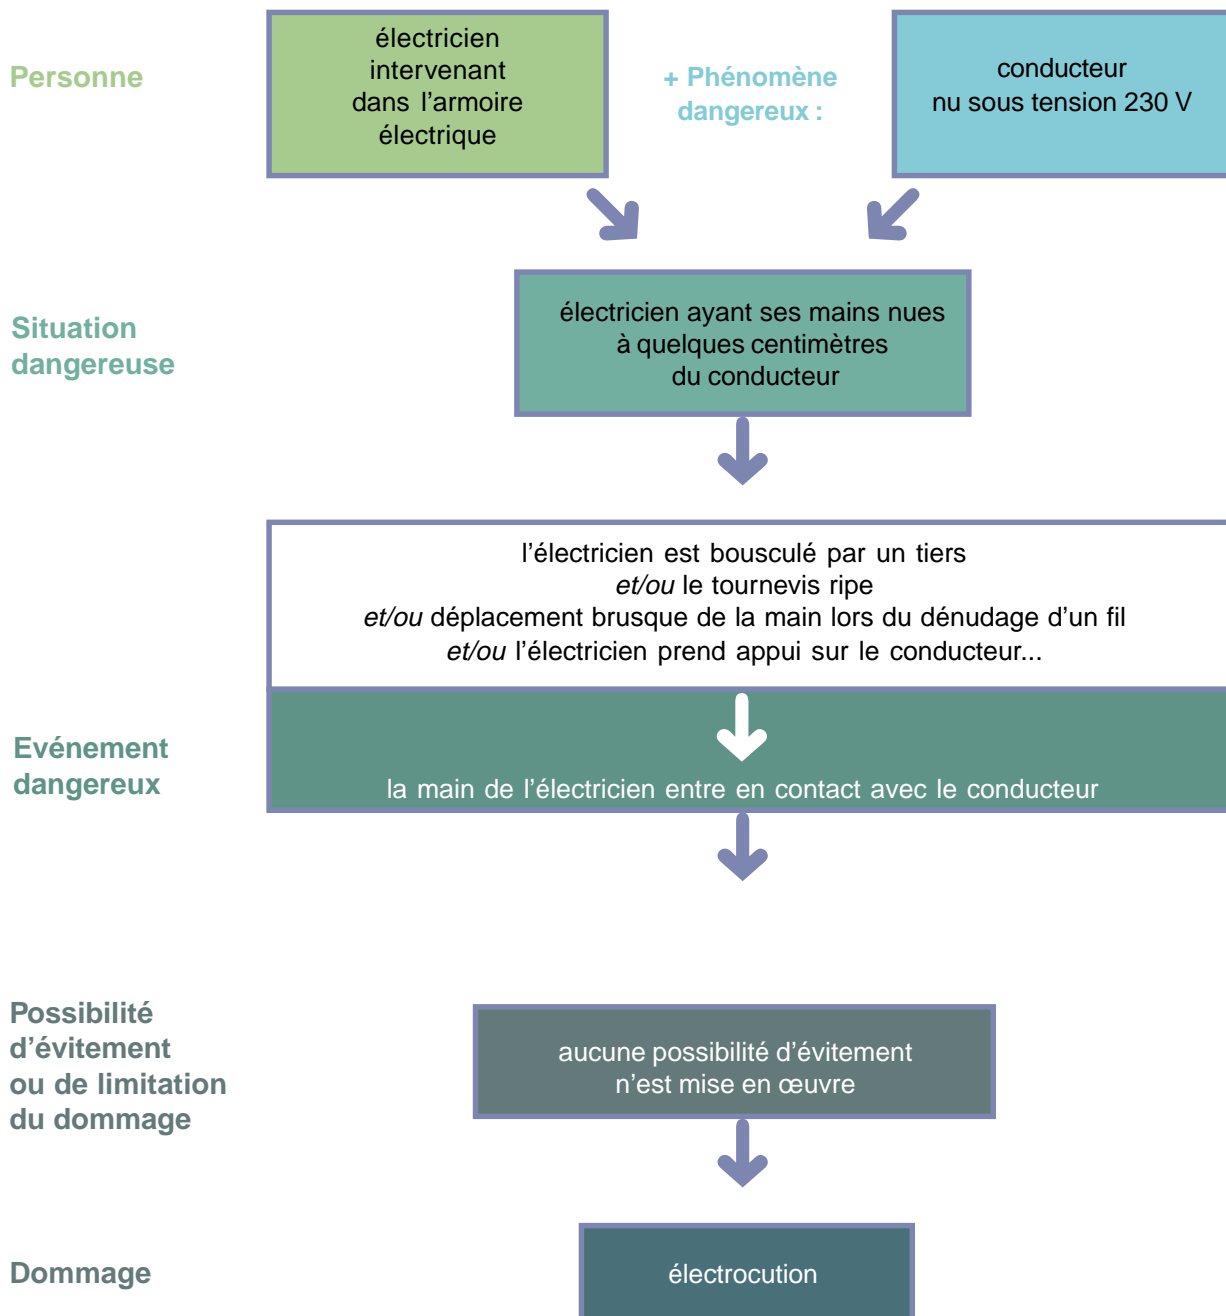 Personne
électricien
intervenant
dans l'armoire
électrique
+ Phénomène
dangereux :
conducteur
nu sous tension 230 V
Situation
dangereuse
électricien ayant ses mains nues
à quelques centimètres
du conducteur
l'électricien est bousculé par un tiers
et/ou le tournevis ripe
et/ou déplacement brusque de la main lors du dénudage d'un fil
et/ou l'électricien prend appui sur le conducteur...
Evénement
dangereux
la main de l'électricien entre en contact avec le conducteur
Possibilité
d'évitement
ou de limitation
du dommage
aucune possibilité d'évitement
n'est mise en œuvre
Dommage
électrocution